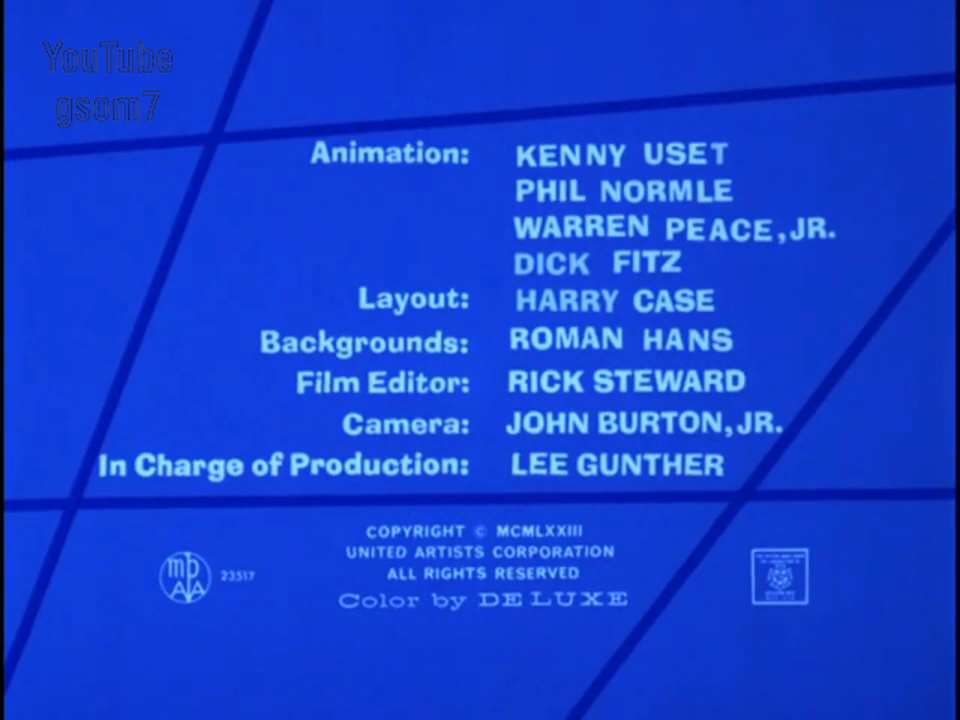 YouTube
gsom7
Animation: KENNY USET
PHIL NORMLE
WARREN PEACE, JR.
DICK FITZ
Layout: HARRY CASE
Backgrounds: ROMAN HANS
Film Editor: RICK STEWARD
Camera: JOHN BURTON, JR.
In Charge of Production: LEE GUNTHER
COPYRIGHT © MCMLXXIII
UNITED ARTISTS CORPORATION
ALL RIGHTS RESERVED
Color by DE LUXE
mpAA 23517